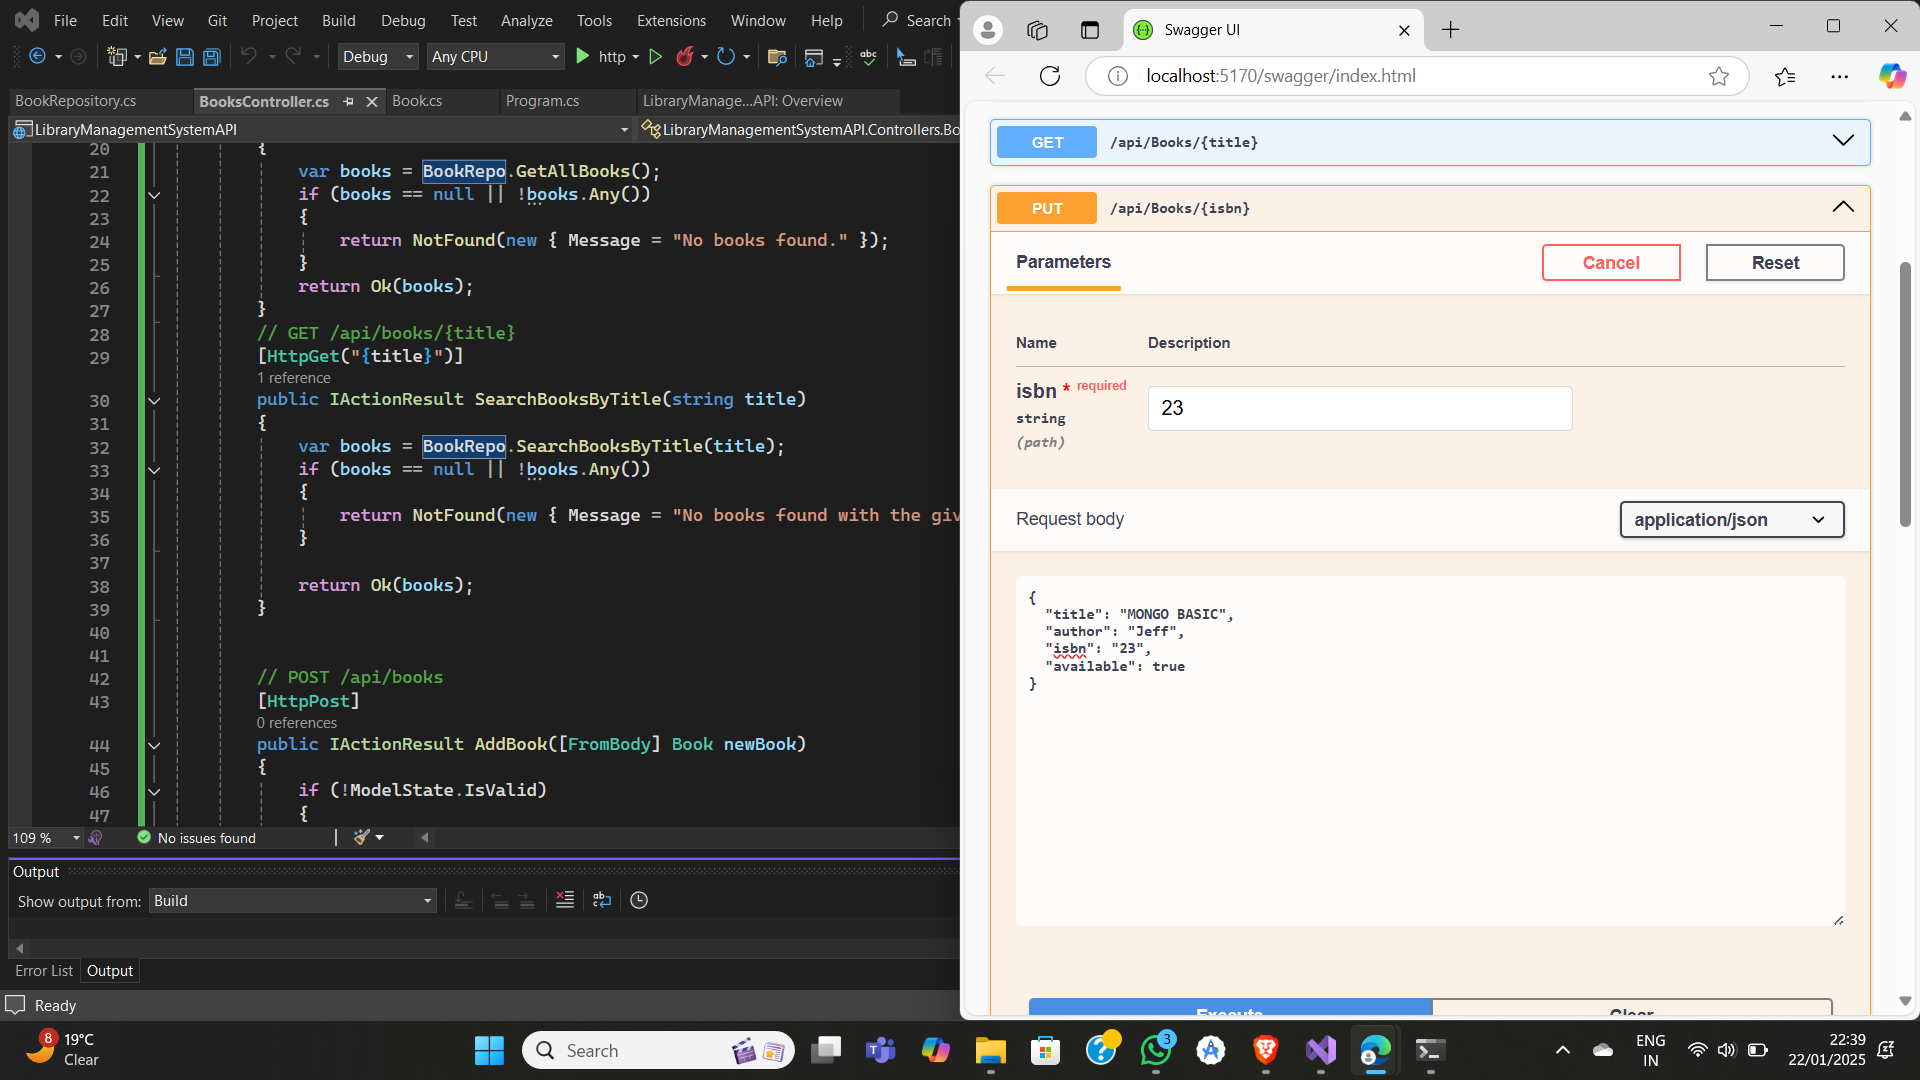 File Edit View Git Project Build Debug Test Analyze Tools Extensions Window Help Search
Debug Any CPU http
BookRepository.cs BooksController.cs Book.cs Program.cs LibraryManage...API: Overview
LibraryManagementSystemAPI LibraryManagementSystemAPI.Controllers.Bo
20 {
21 var books = BookRepo.GetAllBooks();
22 if (books == null || !books.Any())
23 {
24 return NotFound(new { Message = "No books found." });
25 }
26 return Ok(books);
27 }
28 // GET /api/books/{title}
29 [HttpGet("{title}")]
1 reference
30 public IActionResult SearchBooksByTitle(string title)
31 {
32 var books = BookRepo.SearchBooksByTitle(title);
33 if (books == null || !books.Any())
34 {
35 return NotFound(new { Message = "No books found with the giv
36 }
37
38 return Ok(books);
39 }
40
41
42 // POST /api/books
43 [HttpPost]
0 references
44 public IActionResult AddBook([FromBody] Book newBook)
45 {
46 if (!ModelState.IsValid)
47 {
109 % No issues found
Output
Show output from: Build
Error List Output
Ready
Swagger UI
localhost:5170/swagger/index.html
GET /api/Books/{title}
PUT /api/Books/{isbn}
Parameters Cancel Reset
Name Description
isbn * required 23
string
(path)
Request body application/json
{
"title": "MONGO BASIC",
"author": "Jeff",
"isbn": "23",
"available": true
}
Execute Clear
8 19°C
Clear
Search
3
ENG
IN
22:39
22/01/2025